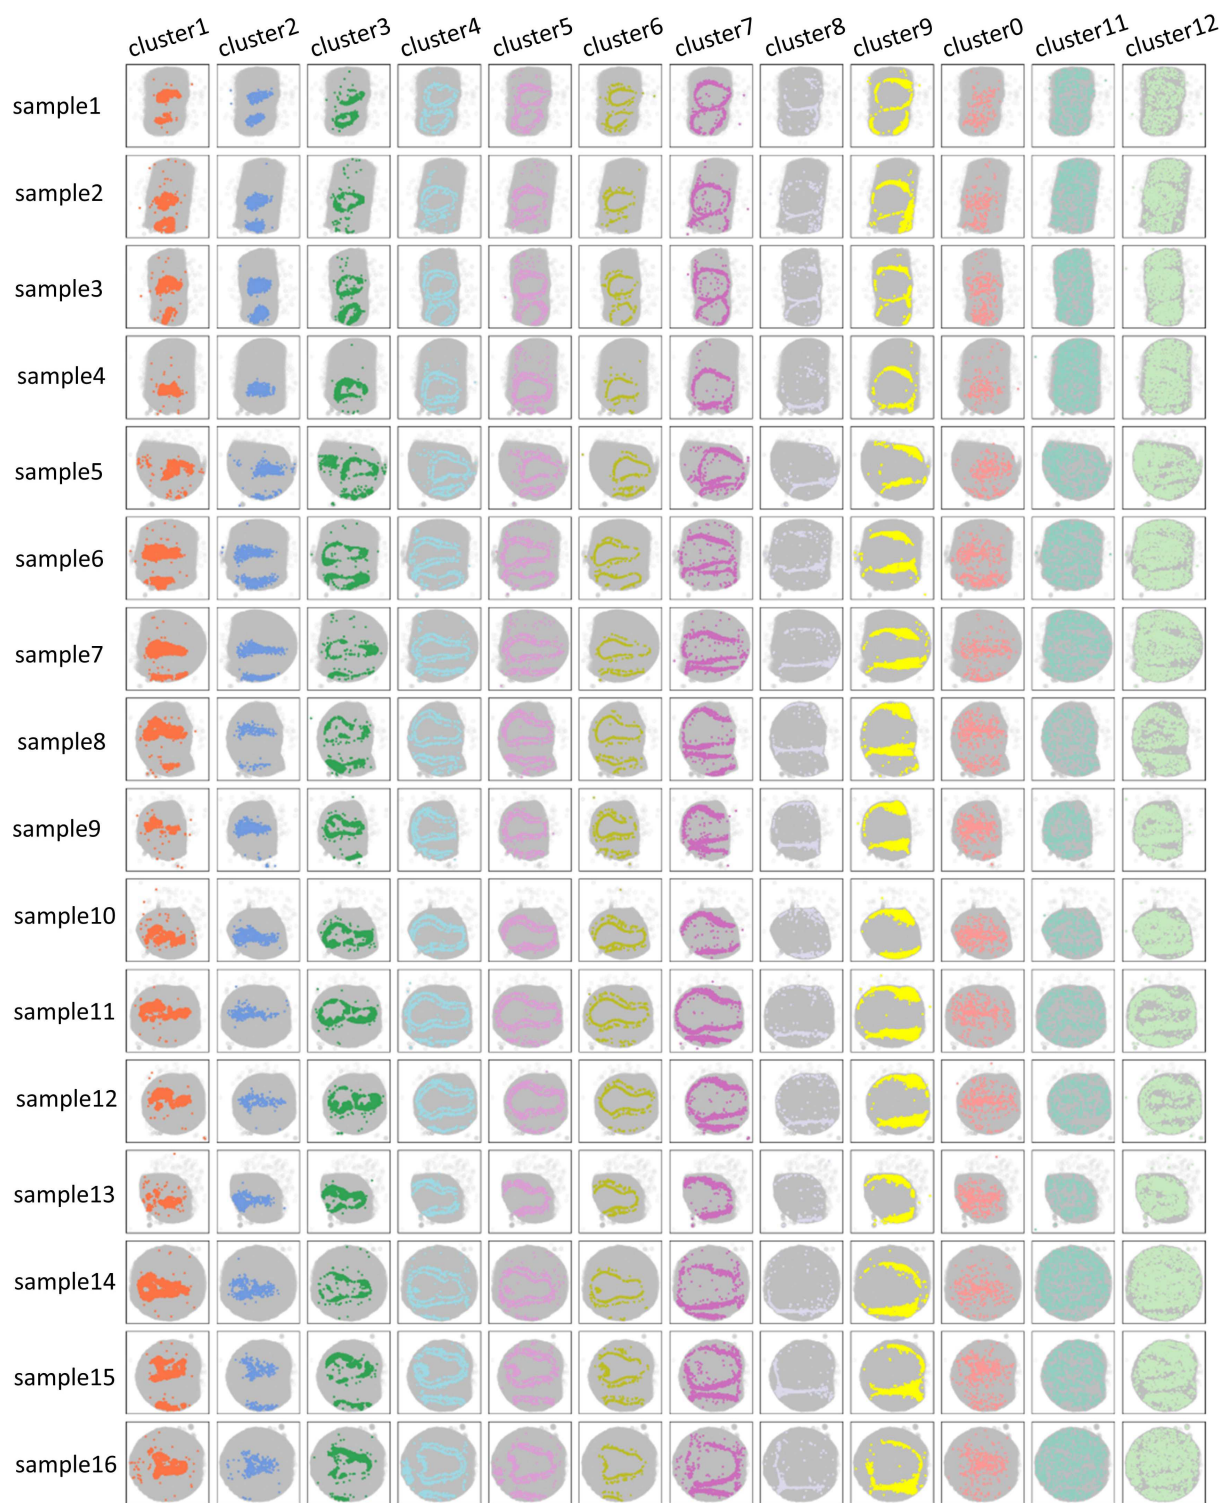 cluster1 cluster2 cluster3 cluster4 cluster5 cluster6 cluster7 cluster8 cluster9 cluster0 cluster11 cluster12
sample1
sample2
sample3
sample4
sample5
sample6
sample7
sample8
sample9
sample10
sample11
sample12
sample13
sample14
sample15
sample16